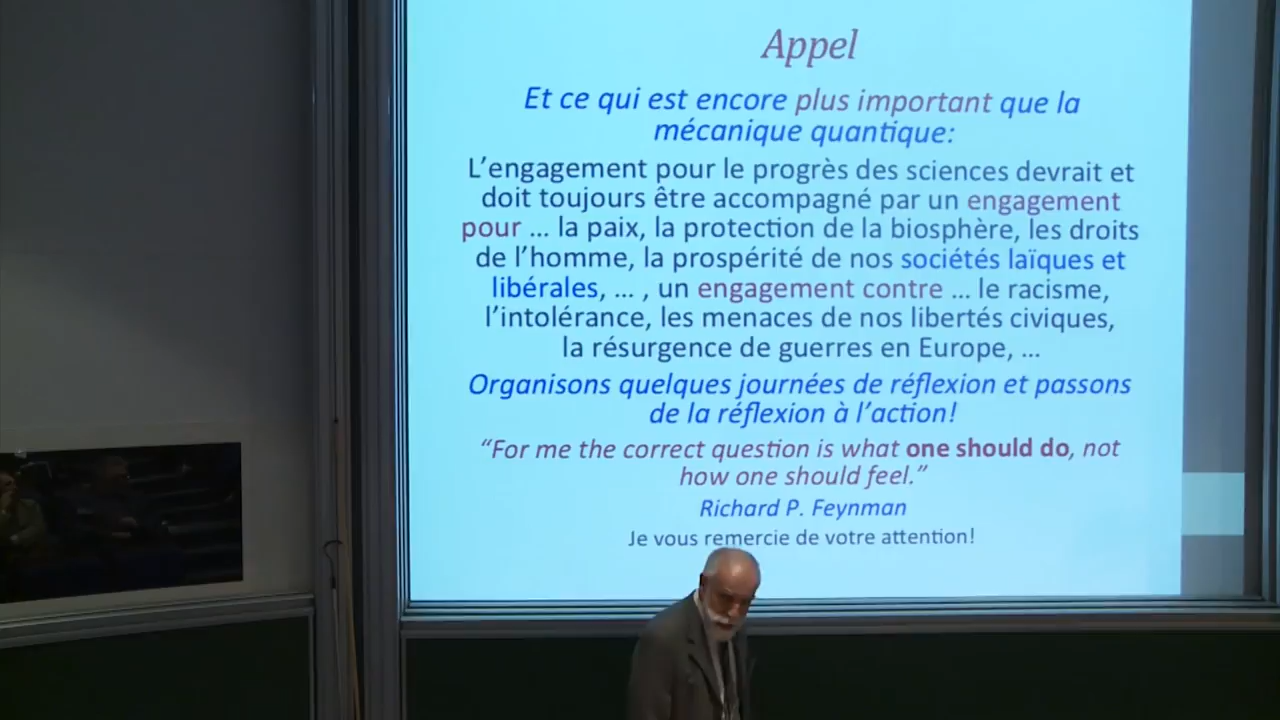 Appel
Et ce qui est encore plus important que la
mécanique quantique:
L’engagement pour le progrès des sciences devrait et
doit toujours être accompagné par un engagement
pour ... la paix, la protection de la biosphère, les droits
de l’homme, la prospérité de nos sociétés laïques et
libérales, ... , un engagement contre ... le racisme,
l’intolérance, les menaces de nos libertés civiques,
la résurgence de guerres en Europe, ...
Organisons quelques journées de réflexion et passons
de la réflexion à l’action!
“For me the correct question is what one should do, not
how one should feel.”
Richard P. Feynman
Je vous remercie de votre attention!